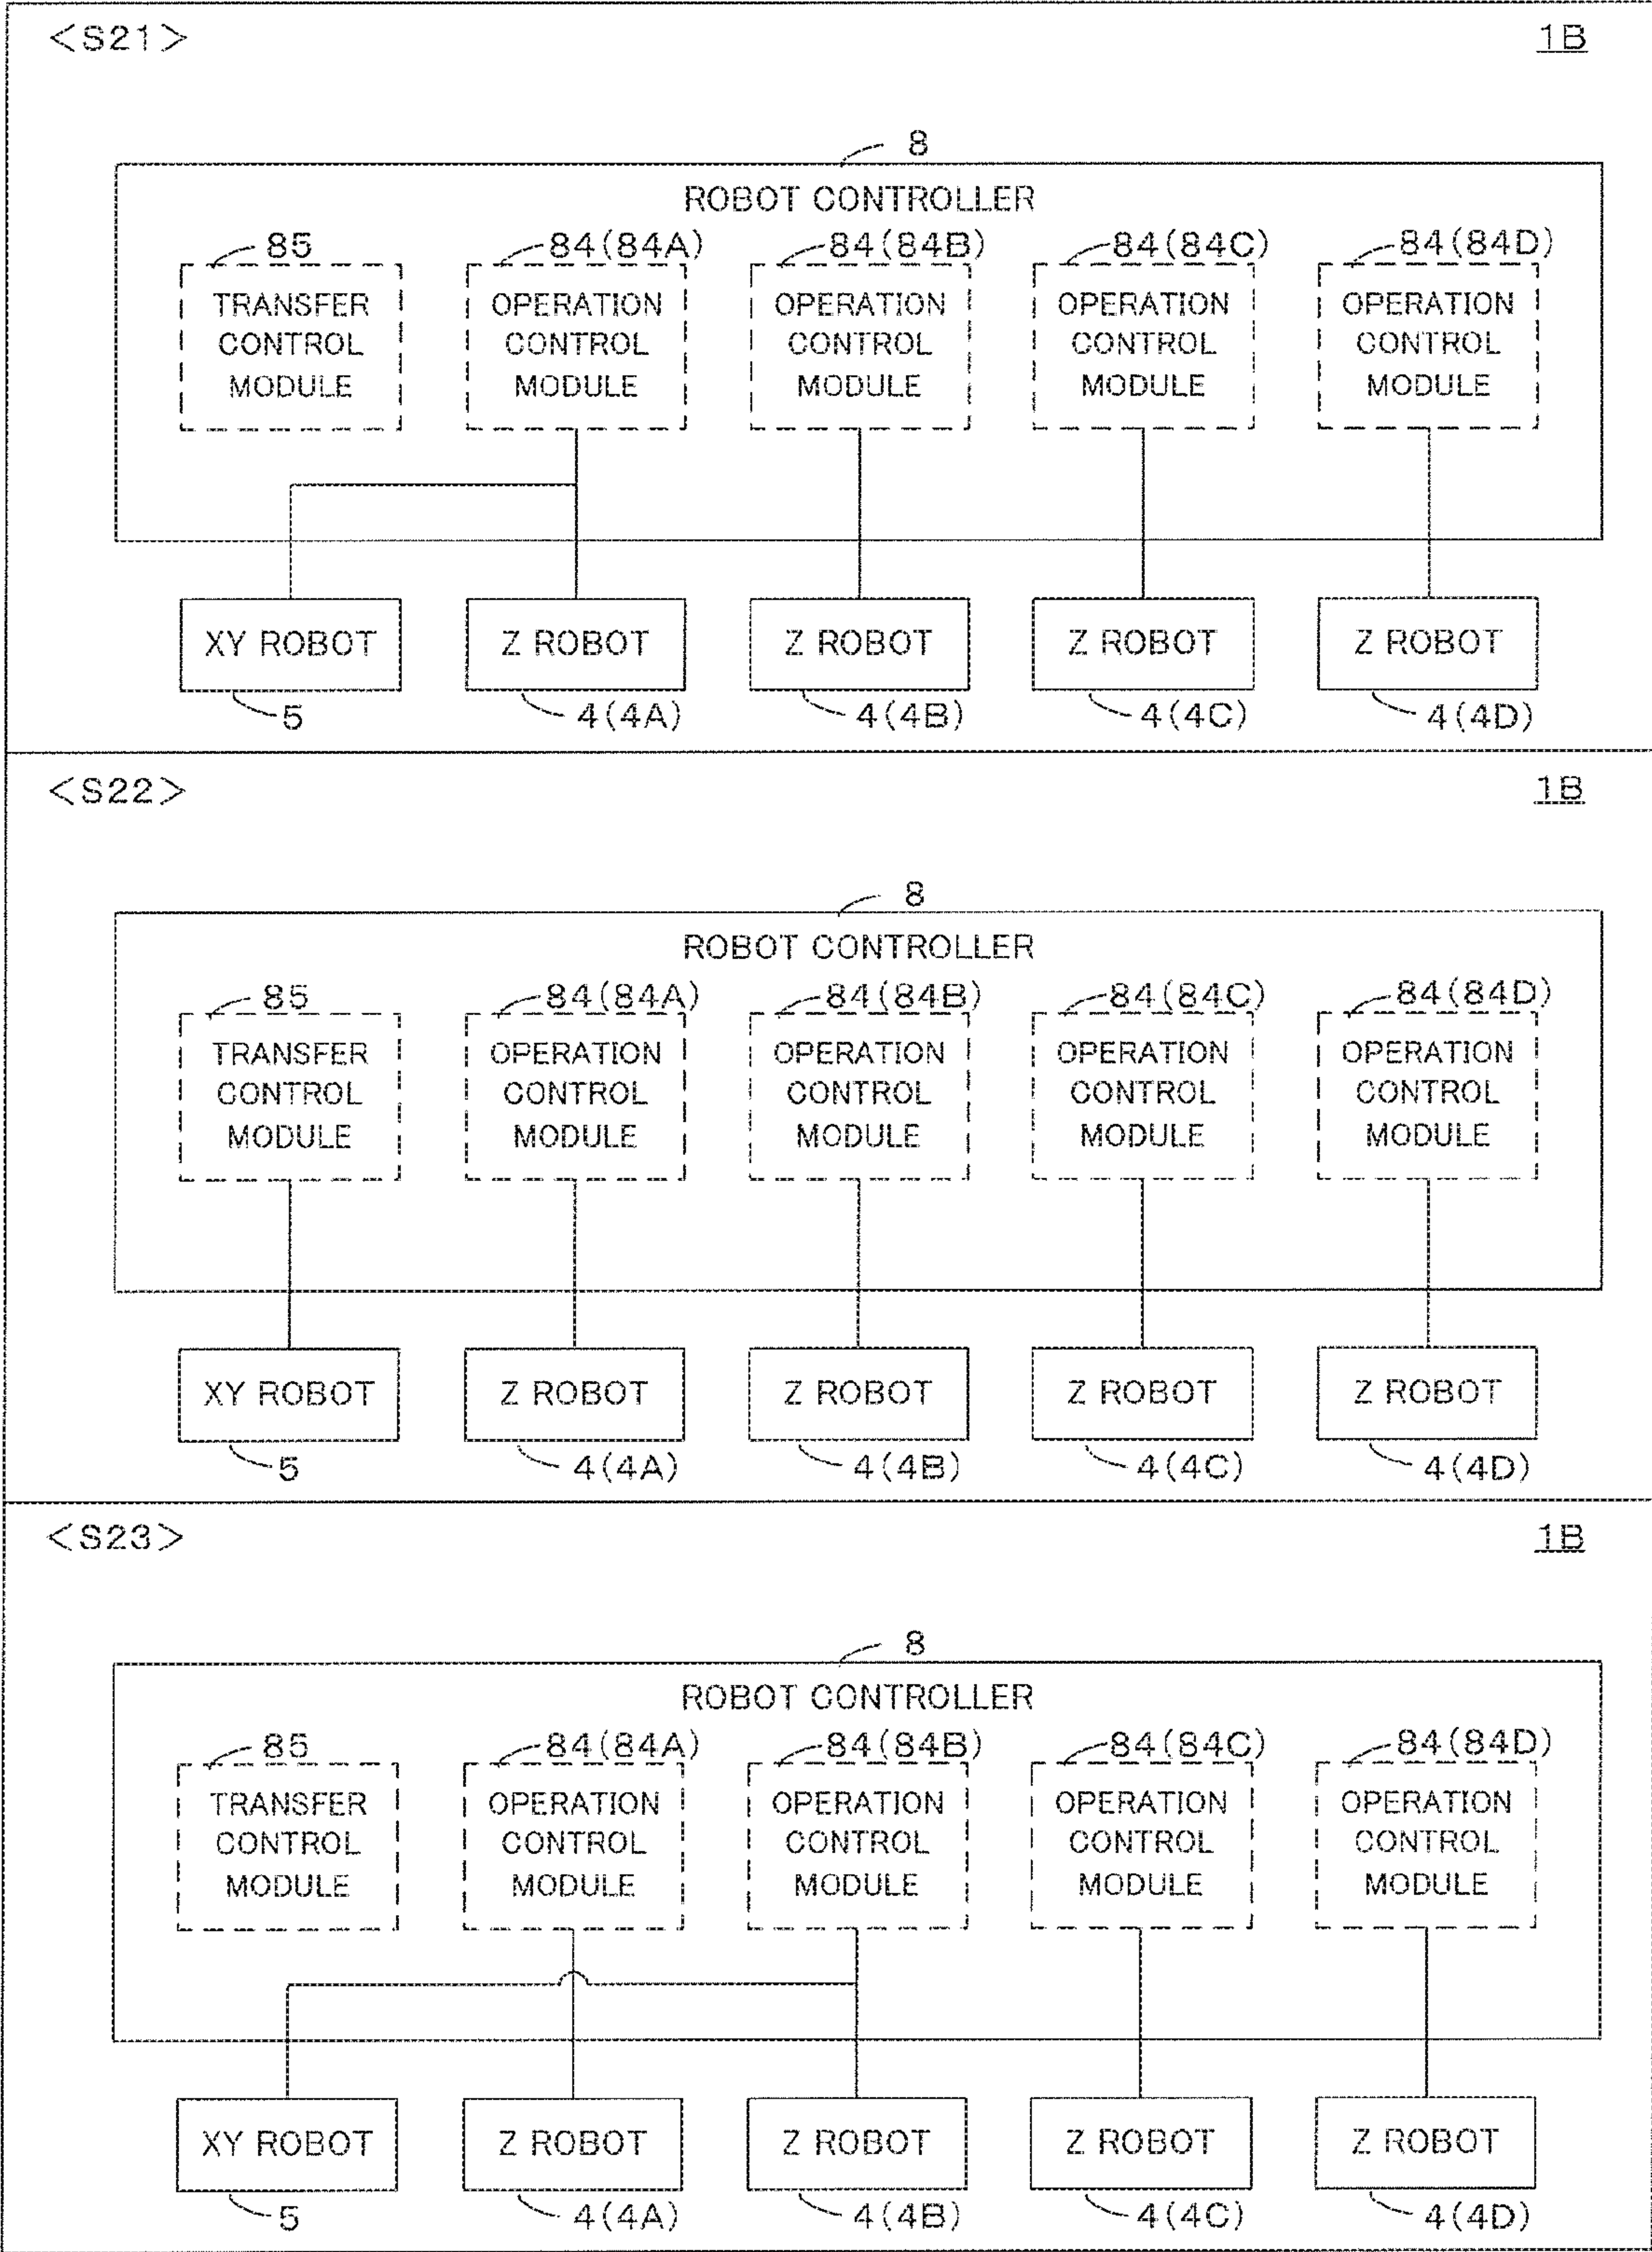 <S21> 1B
8
ROBOT CONTROLLER
85 84(84A) 84(84B) 84(84C) 84(84D)
TRANSFER OPERATION OPERATION OPERATION OPERATION
CONTROL CONTROL CONTROL CONTROL CONTROL
MODULE MODULE MODULE MODULE MODULE
XY ROBOT Z ROBOT Z ROBOT Z ROBOT Z ROBOT
5 4(4A) 4(4B) 4(4C) 4(4D)
<S22> 1B
8
ROBOT CONTROLLER
85 84(84A) 84(84B) 84(84C) 84(84D)
TRANSFER OPERATION OPERATION OPERATION OPERATION
CONTROL CONTROL CONTROL CONTROL CONTROL
MODULE MODULE MODULE MODULE MODULE
XY ROBOT Z ROBOT Z ROBOT Z ROBOT Z ROBOT
5 4(4A) 4(4B) 4(4C) 4(4D)
<S23> 1B
8
ROBOT CONTROLLER
85 84(84A) 84(84B) 84(84C) 84(84D)
TRANSFER OPERATION OPERATION OPERATION OPERATION
CONTROL CONTROL CONTROL CONTROL CONTROL
MODULE MODULE MODULE MODULE MODULE
XY ROBOT Z ROBOT Z ROBOT Z ROBOT Z ROBOT
5 4(4A) 4(4B) 4(4C) 4(4D)